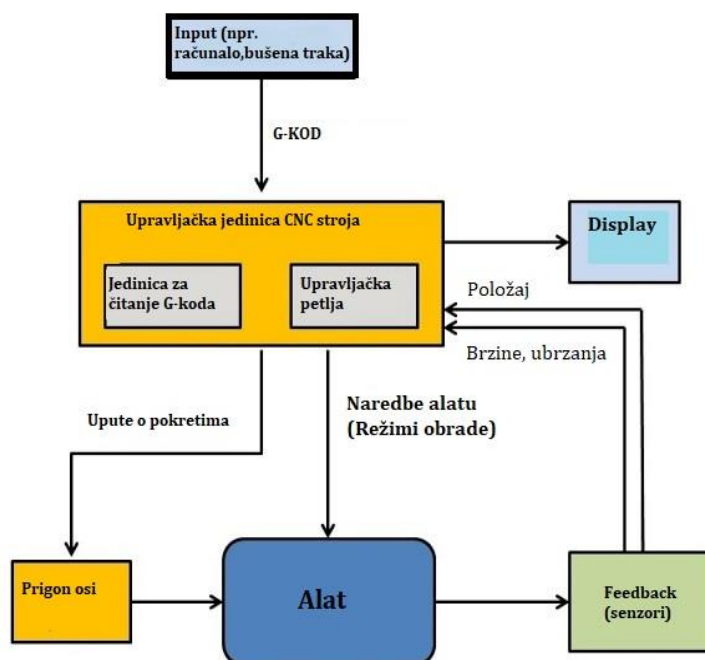 Input (npr.
računalo,bušena traka)
G-KOD
Upravljačka jedinica CNC stroja
Display
Jedinica za
čitanje G-koda
Upravljačka
petlja
Položaj
Brzine, ubrzanja
Upute o pokretima
Naredbe alatu
(Režimi obrade)
Prigon osi
Alat
Feedback
(senzori)